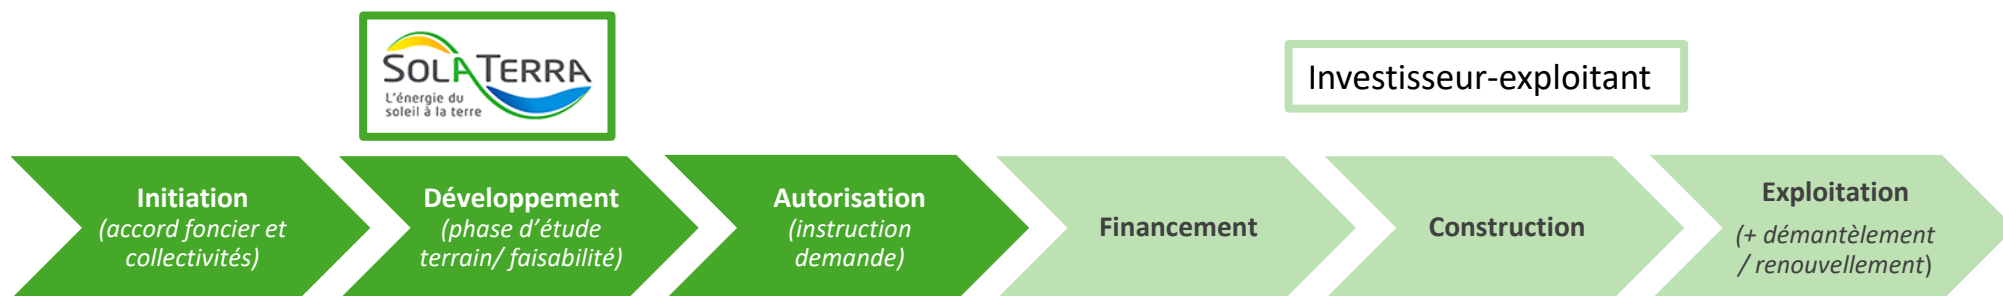 SOLATERRA
L'énergie du
soleil à la terre
Investisseur-exploitant
Initiation
(accord foncier et
collectivités)
Développement
(phase d’étude
terrain/ faisabilité)
Autorisation
(instruction
demande)
Financement
Construction
Exploitation
(+ démantèlement
/ renouvellement)